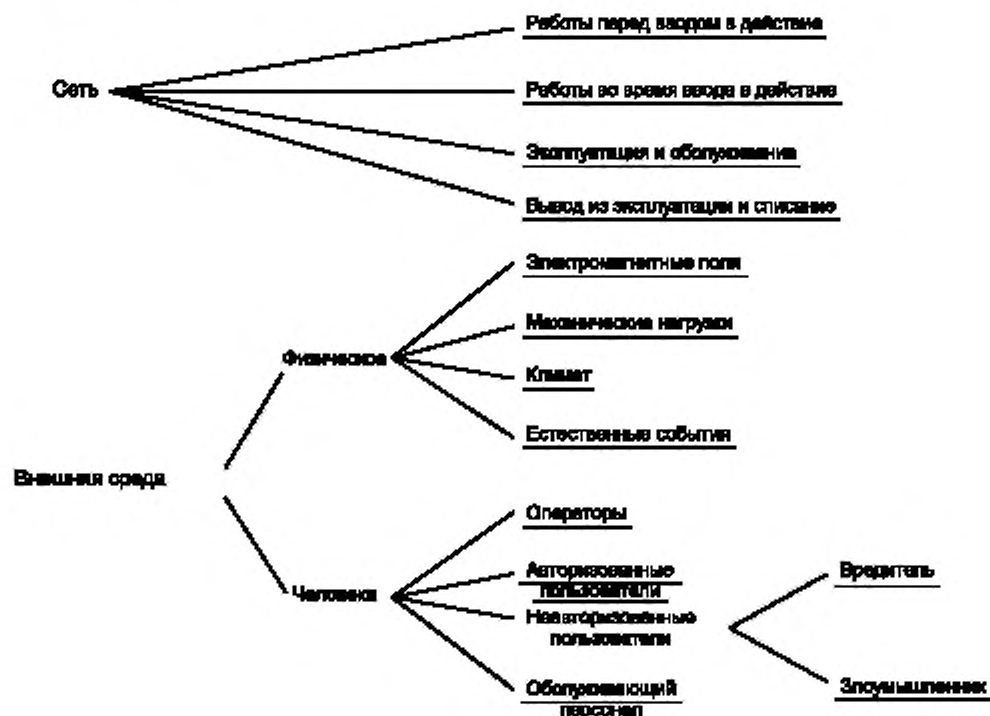 Работы перед вводом в действие
Сеть
Работы во время ввода в действие
Эксплуатация и обслуживание
Вывод из эксплуатации и списание
Электромагнитные поля
Механические нагрузки
Физическое
Климат
Естественные события
Внешняя среда
Операторы
Человека
Авторизованные
пользователи
Неавторизованные
пользователи
Вредитель
Обслуживающий
персонал
Злоумышленник